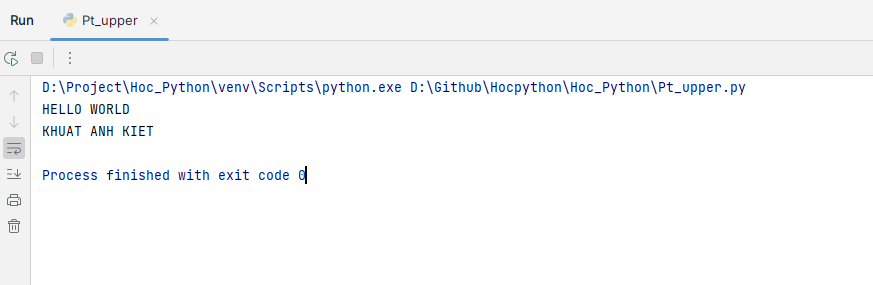 Run Pt_upper
D:\Project\Hoc_Python\venv\Scripts\python.exe D:\Github\Hocpython\Hoc_Python\Pt_upper.py
HELLO WORLD
KHUAT ANH KIET
Process finished with exit code 0